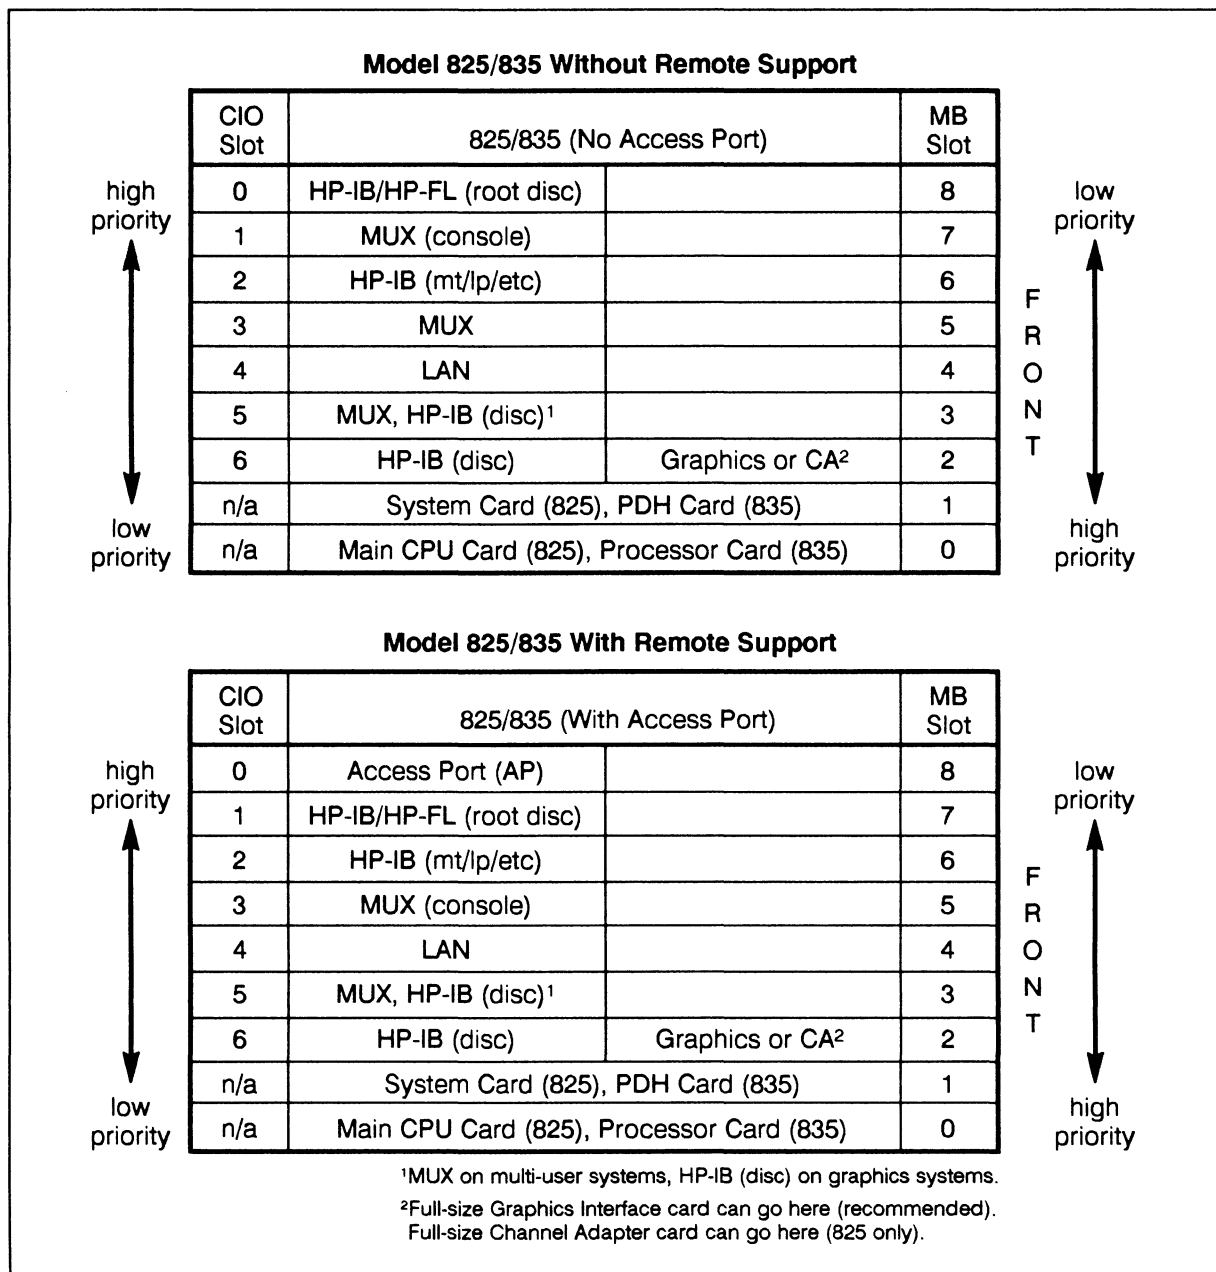 Model 825/835 Without Remote Support
CIO Slot 825/835 (No Access Port) MB Slot
high priority
0 HP-IB/HP-FL (root disc) 8
low priority
1 MUX (console) 7
2 HP-IB (mt/lp/etc) 6
3 MUX 5
4 LAN 4
5 MUX, HP-IB (disc)¹ 3
6 HP-IB (disc) Graphics or CA² 2
n/a System Card (825), PDH Card (835) 1
low priority
n/a Main CPU Card (825), Processor Card (835) 0
high priority
FRONT
Model 825/835 With Remote Support
CIO Slot 825/835 (With Access Port) MB Slot
high priority
0 Access Port (AP) 8
low priority
1 HP-IB/HP-FL (root disc) 7
2 HP-IB (mt/lp/etc) 6
3 MUX (console) 5
4 LAN 4
5 MUX, HP-IB (disc)¹ 3
6 HP-IB (disc) Graphics or CA² 2
n/a System Card (825), PDH Card (835) 1
low priority
n/a Main CPU Card (825), Processor Card (835) 0
high priority
FRONT
¹MUX on multi-user systems, HP-IB (disc) on graphics systems.
²Full-size Graphics Interface card can go here (recommended).
Full-size Channel Adapter card can go here (825 only).